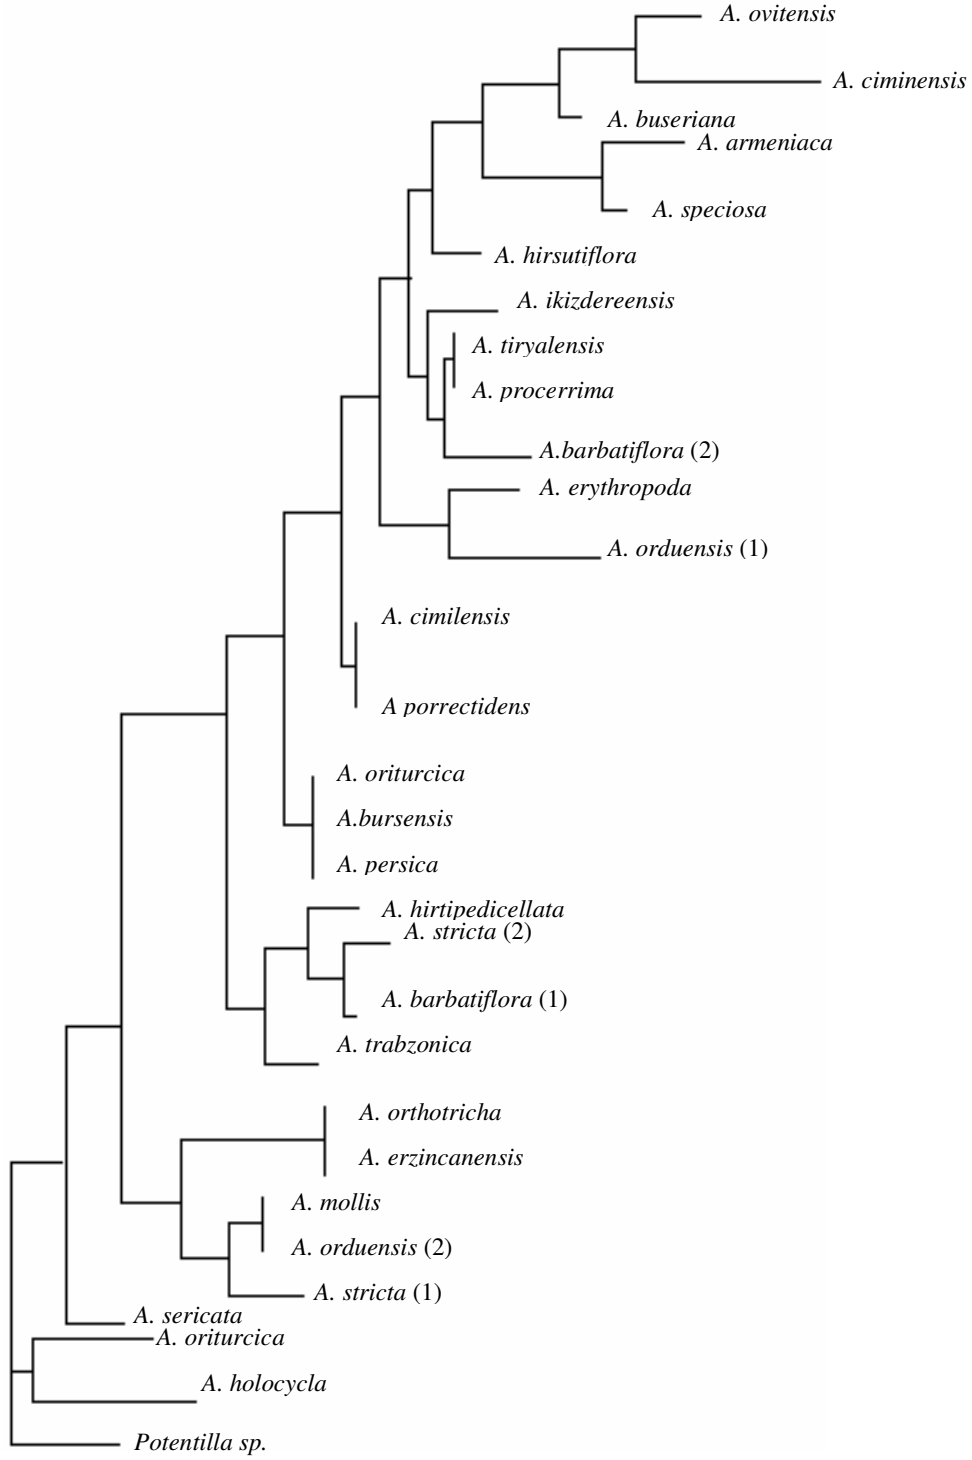 A. ovitensis
A. ciminensis
A. buseriana
A. armeniaca
A. speciosa
A. hirsutiflora
A. ikizdereensis
A. tiryalensis
A. procerrima
A.barbatiflora (2)
A. erythropoda
A. orduensis (1)
A. cimilensis
A porrectidens
A. oriturcica
A.bursensis
A. persica
A. hirtipedicellata
A. stricta (2)
A. barbatiflora (1)
A. trabzonica
A. orthotricha
A. erzincanensis
A. mollis
A. orduensis (2)
A. stricta (1)
A. sericata
A. oriturcica
A. holocycla
Potentilla sp.